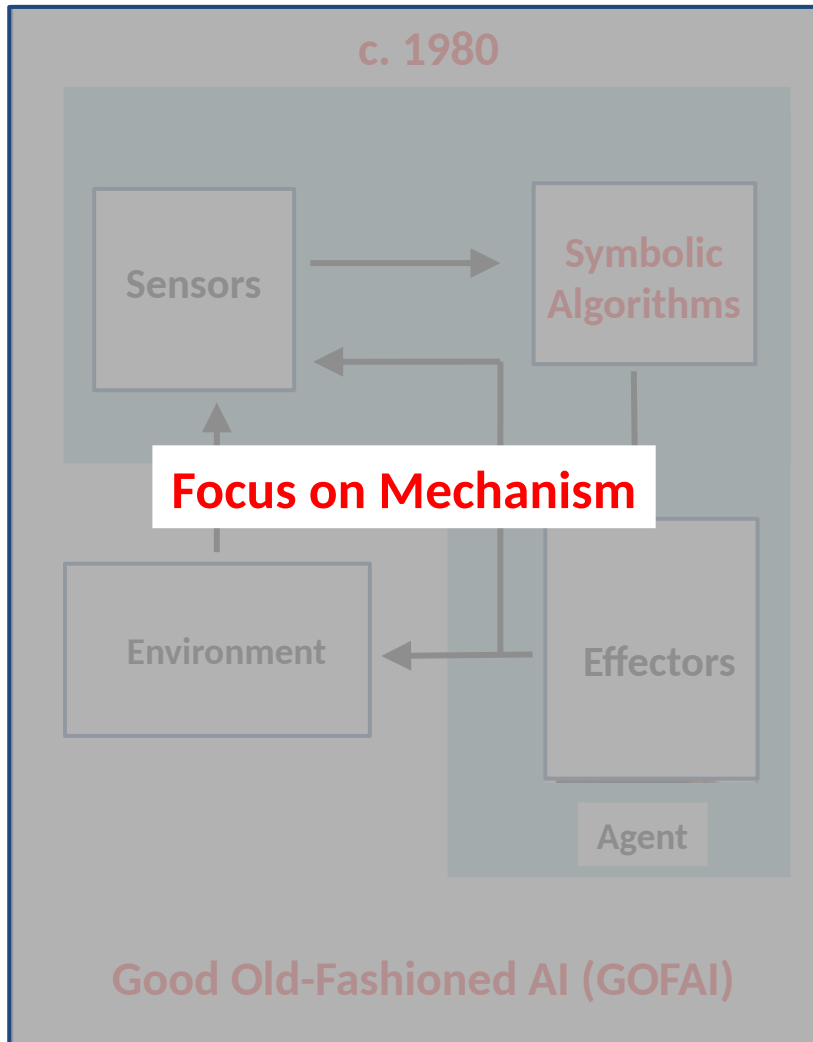 c. 1980
Sensors
Symbolic
Algorithms
Focus on Mechanism
Environment
Effectors
Agent
Good Old-Fashioned AI (GOFAI)